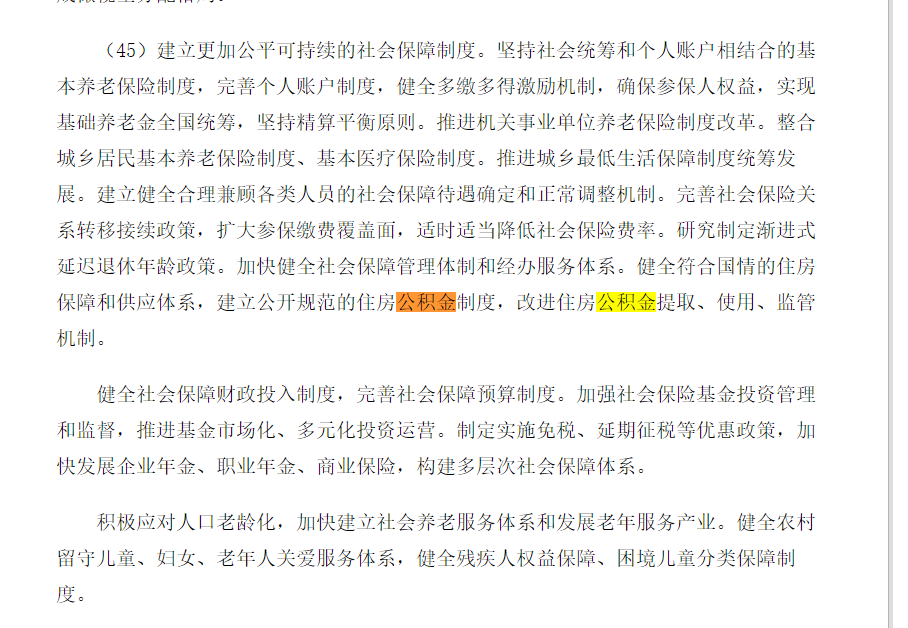 （45）建立更加公平可持续的社会保障制度。坚持社会统筹和个人账户相结合的基
本养老保险制度，完善个人账户制度，健全多缴多得激励机制，确保参保人权益，实现
基础养老金全国统筹，坚持精算平衡原则。推进机关事业单位养老保险制度改革。整合
城乡居民基本养老保险制度、基本医疗保险制度。推进城乡最低生活保障制度统筹发
展。建立健全合理兼顾各类人员的社会保障待遇确定和正常调整机制。完善社会保险关
系转移接续政策，扩大参保缴费覆盖面，适时适当降低社会保险费率。研究制定渐进式
延迟退休年龄政策。加快健全社会保障管理体制和经办服务体系。健全符合国情的住房
保障和供应体系，建立公开规范的住房公积金制度，改进住房公积金提取、使用、监管
机制。
健全社会保障财政投入制度，完善社会保障预算制度。加强社会保险基金投资管理
和监督，推进基金市场化、多元化投资运营。制定实施免税、延期征税等优惠政策，加
快发展企业年金、职业年金、商业保险，构建多层次社会保障体系。
积极应对人口老龄化，加快建立社会养老服务体系和发展老年服务产业。健全农村
留守儿童、妇女、老年人关爱服务体系，健全残疾人权益保障、困境儿童分类保障制
度。